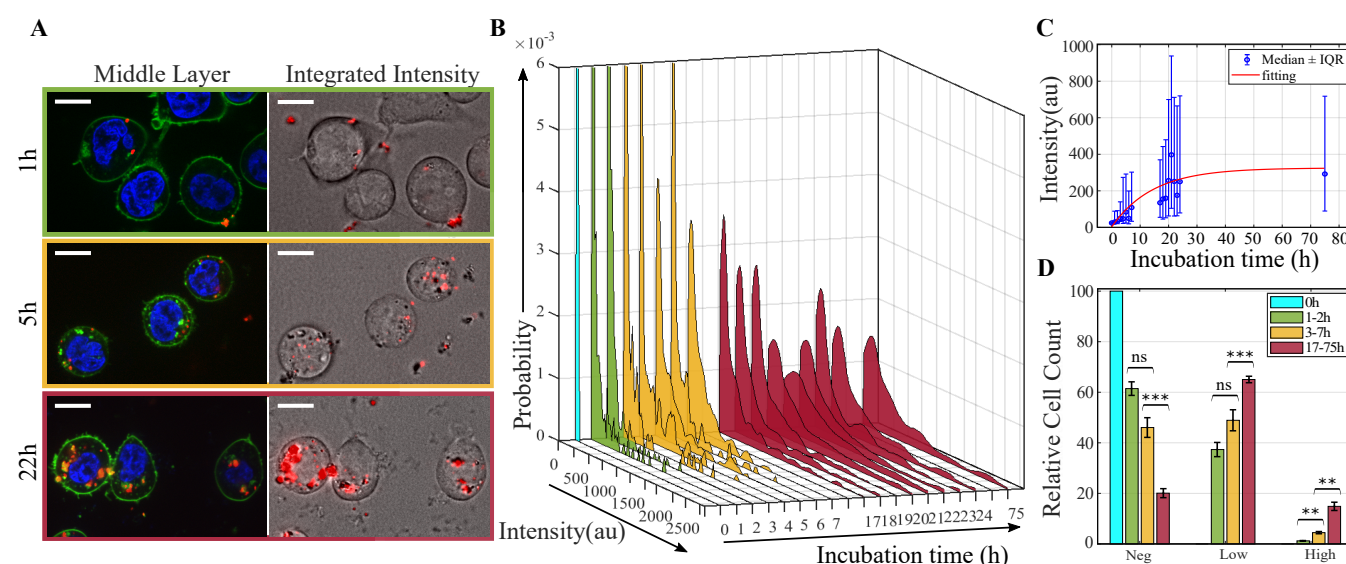 A
Middle Layer
Integrated Intensity
1h
5h
22h
B
×10⁻³
6
5
4
3
2
1
0
Probability
0
500
1000
1500
2000
2500
Intensity(au)
0 1 2 3 4 5 6 7 17 18 19 20 21 22 23 24 75
Incubation time (h)
C
1000
800
600
400
200
0
Intensity(au)
Median ± IQR
fitting
0 10 20 30 40 50 60 70 80
Incubation time (h)
D
100
80
60
40
20
0
Relative Cell Count
0h
1-2h
3-7h
17-75h
ns
***
ns
***
**
**
Neg Low High